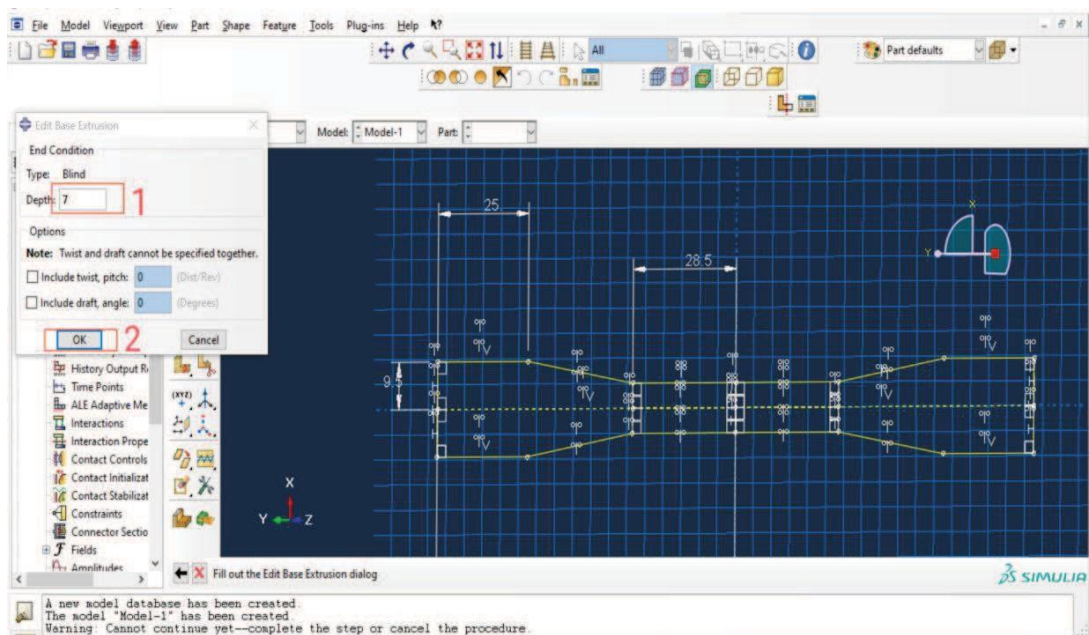 File Model Viewport View Part Shape Feature Tools Plug-ins Help
All
Part defaults
Edit Base Extrusion
Model: Model-1 Part:
End Condition
Type: Blind
Depth: 7
1
Options
Note: Twist and draft cannot be specified together.
Include twist, pitch: 0 (Dist/Rev)
Include draft, angle: 0 (Degrees)
OK
2
Cancel
25
28.5
X
Y
History Output R
Time Points
ALE Adaptive Me
Interactions
Interaction Prope
Contact Controls
Contact Initializat
Contact Stabilizat
Constraints
Connector Sectio
Fields
Amplitudes
(XYZ)
X
Y Z
Fill out the Edit Base Extrusion dialog
SIMULIA
A new model database has been created.
The model "Model-1" has been created.
Warning: Cannot continue yet--complete the step or cancel the procedure.